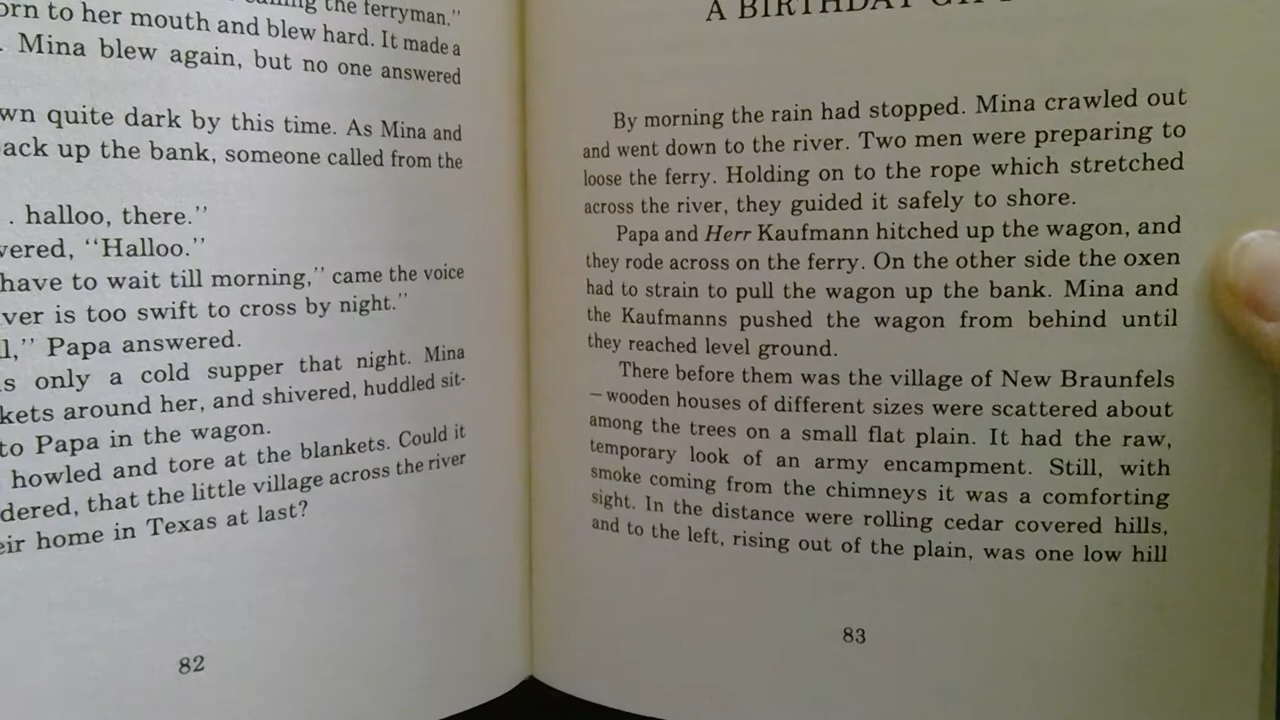 the ferryman."
to her mouth and blew hard. It made a
. Mina blew again, but no one answered
quite dark by this time. As Mina and
up the bank, someone called from the
. halloo, there."
"Halloo."
have to wait till morning," came the voice
is too swift to cross by night."
Papa answered.
only a cold supper that night. Mina
around her, and shivered, huddled sit-
to Papa in the wagon.
howled and tore at the blankets. Could it
that the little village across the river
home in Texas at last?
82
A BIRTHDAY
By morning the rain had stopped. Mina crawled out
and went down to the river. Two men were preparing to
loose the ferry. Holding on to the rope which stretched
across the river, they guided it safely to shore.
Papa and Herr Kaufmann hitched up the wagon, and
they rode across on the ferry. On the other side the oxen
had to strain to pull the wagon up the bank. Mina and
the Kaufmanns pushed the wagon from behind until
they reached level ground.
There before them was the village of New Braunfels
—wooden houses of different sizes were scattered about
among the trees on a small flat plain. It had the raw,
temporary look of an army encampment. Still, with
smoke coming from the chimneys it was a comforting
sight. In the distance were rolling cedar covered hills,
and to the left, rising out of the plain, was one low hill
83